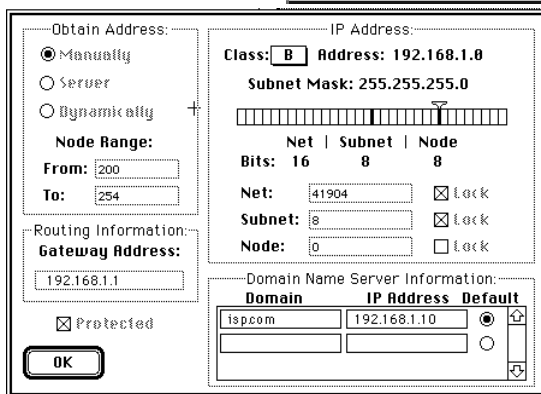 Obtain Address:
Manually
Server
Dynamically
Node Range:
From: 200
To: 254
Routing Information:
Gateway Address:
192.168.1.1
Protected
OK
IP Address:
Class: B Address: 192.168.1.0
Subnet Mask: 255.255.255.0
Net | Subnet | Node
Bits: 16 8 8
Net: 41904 Lock
Subnet: 8 Lock
Node: 0 Lock
Domain Name Server Information:
Domain IP Address Default
isp.com 192.168.1.10